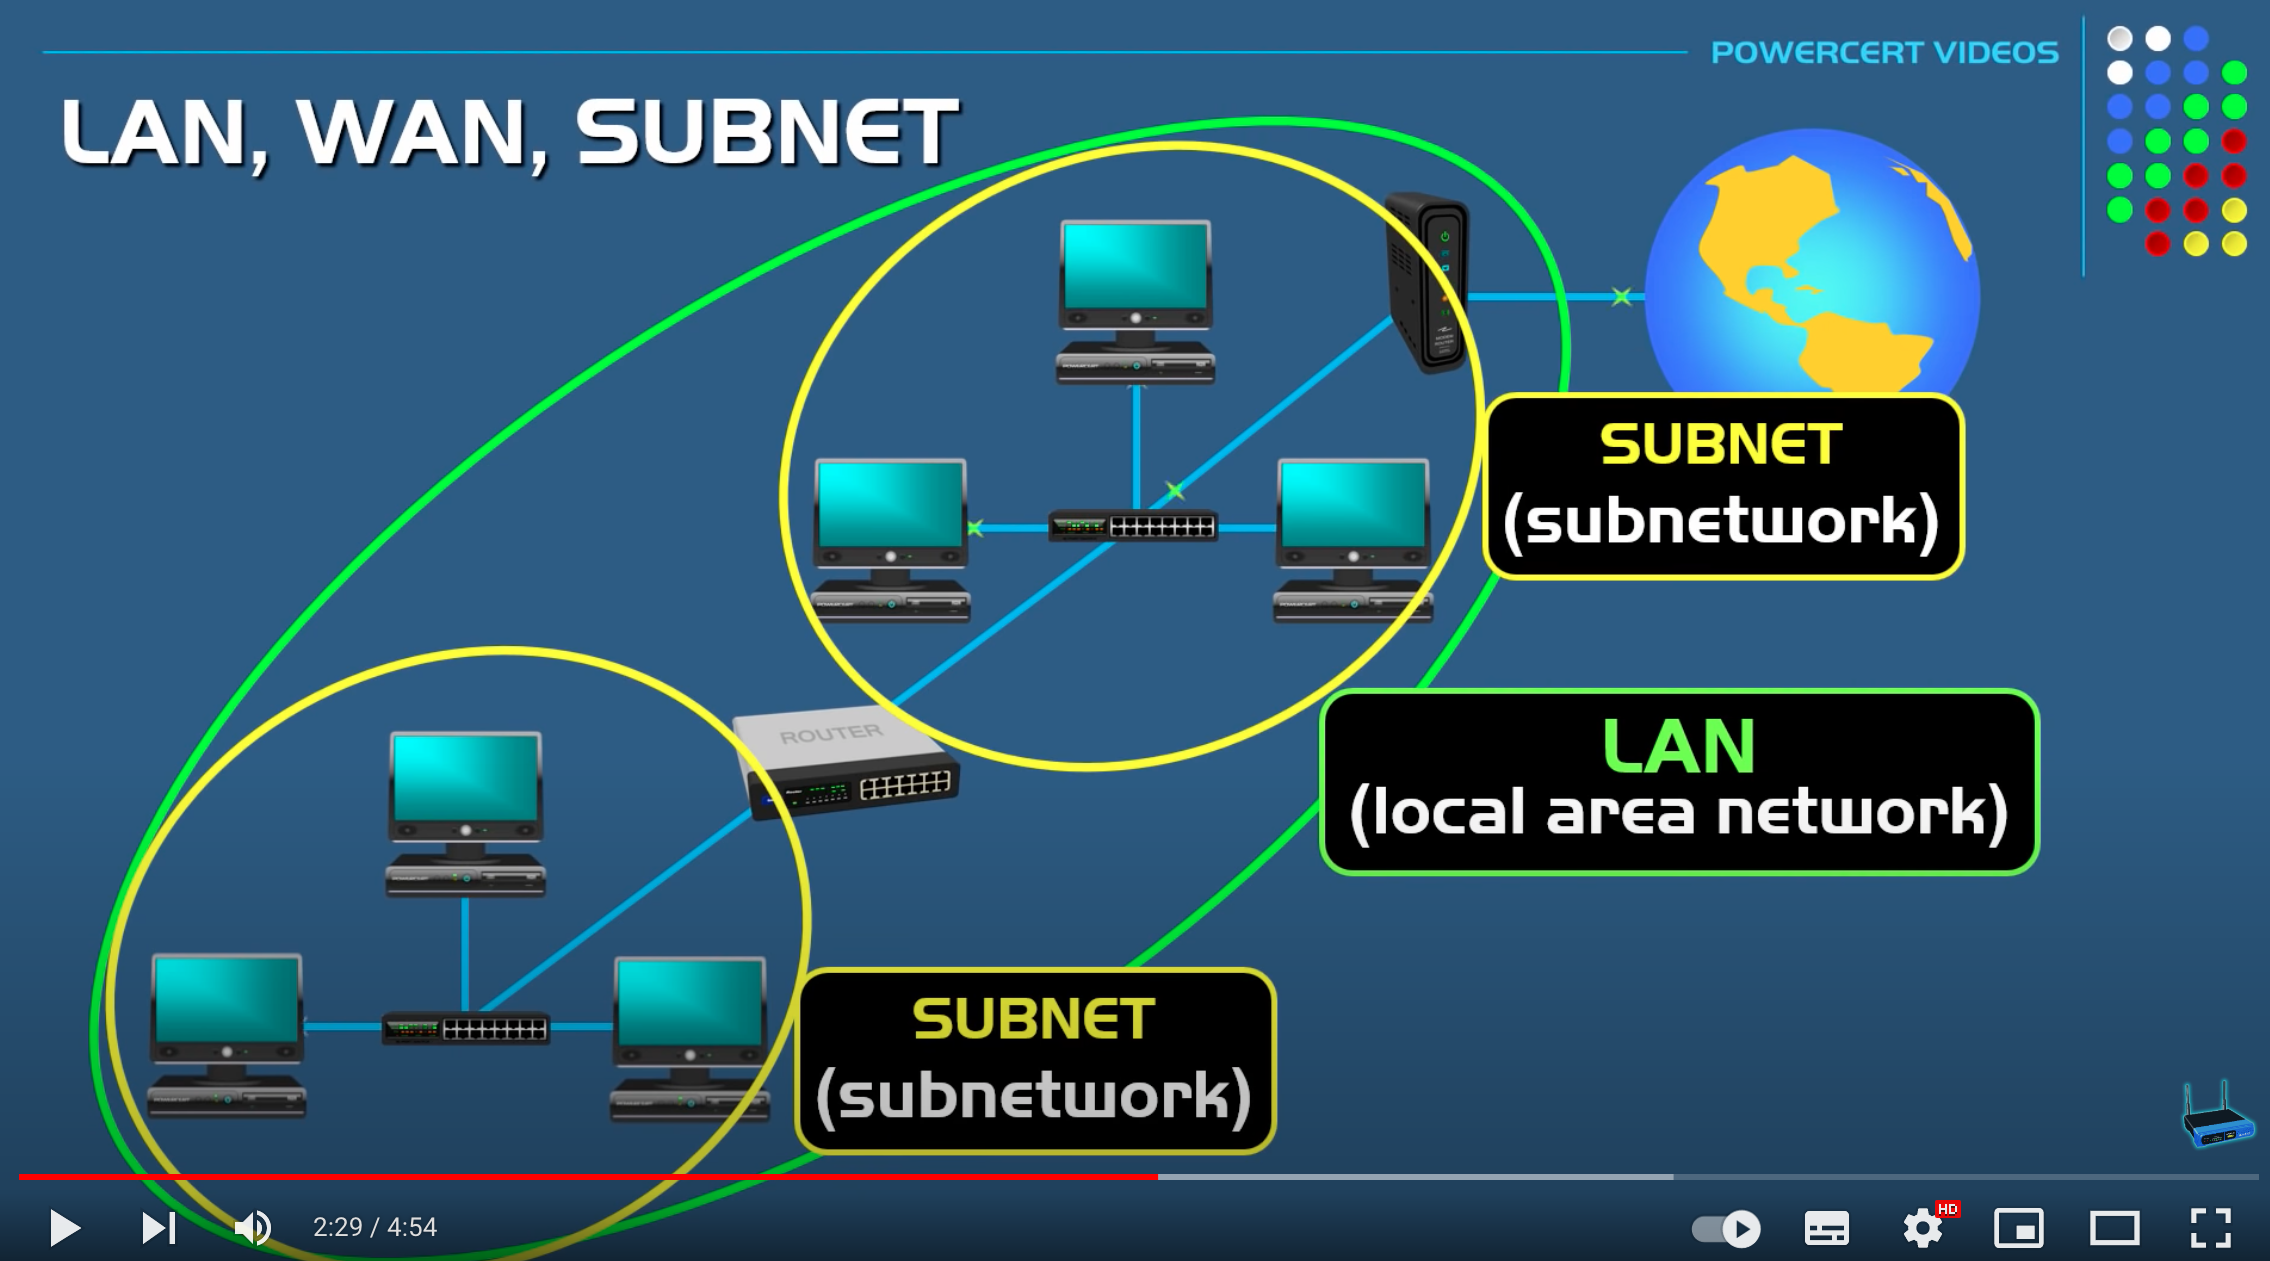 POWERCERT VIDEOS
LAN, WAN, SUBNET
SUBNET
(subnetwork)
ROUTER
LAN
(local area network)
SUBNET
(subnetwork)
2:29 / 4:54
HD